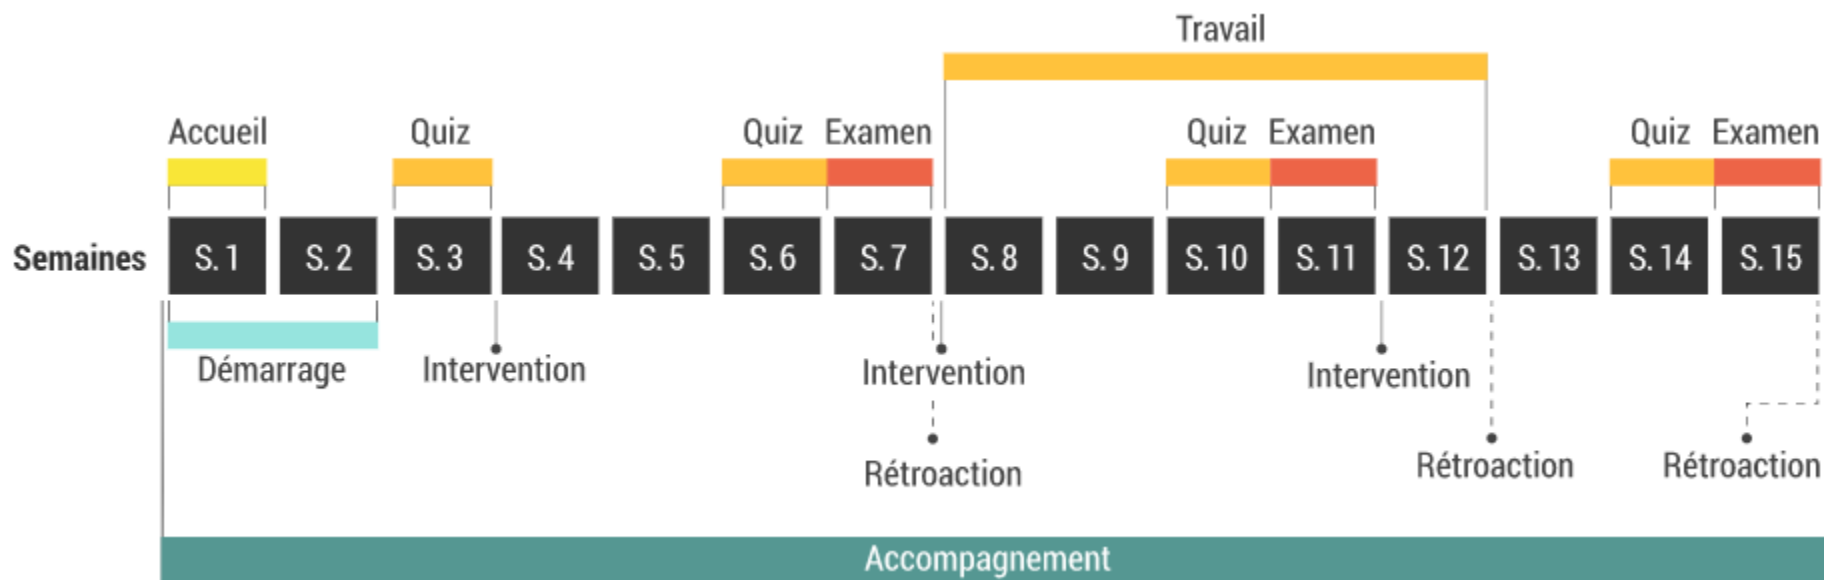 Travail
Accueil Quiz Quiz Examen Quiz Examen Quiz Examen
Semaines S. 1 S. 2 S. 3 S. 4 S. 5 S. 6 S. 7 S. 8 S. 9 S. 10 S. 11 S. 12 S. 13 S. 14 S. 15
Démarrage Intervention Intervention Intervention
Rétroaction Rétroaction Rétroaction
Accompagnement